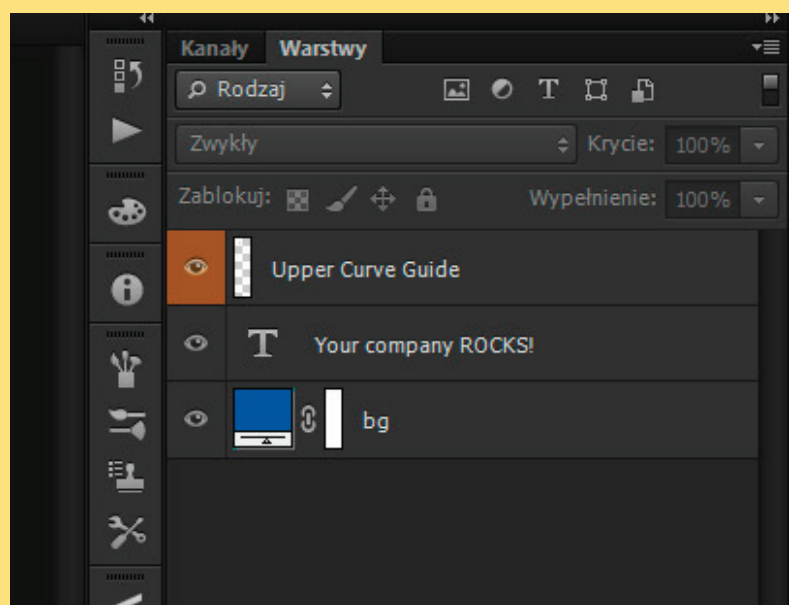 Kanały Warstwy
Rodzaj
Zwykły Krycie: 100%
Zablokuj: Wypełnienie: 100%
Upper Curve Guide
T Your company ROCKS!
bg